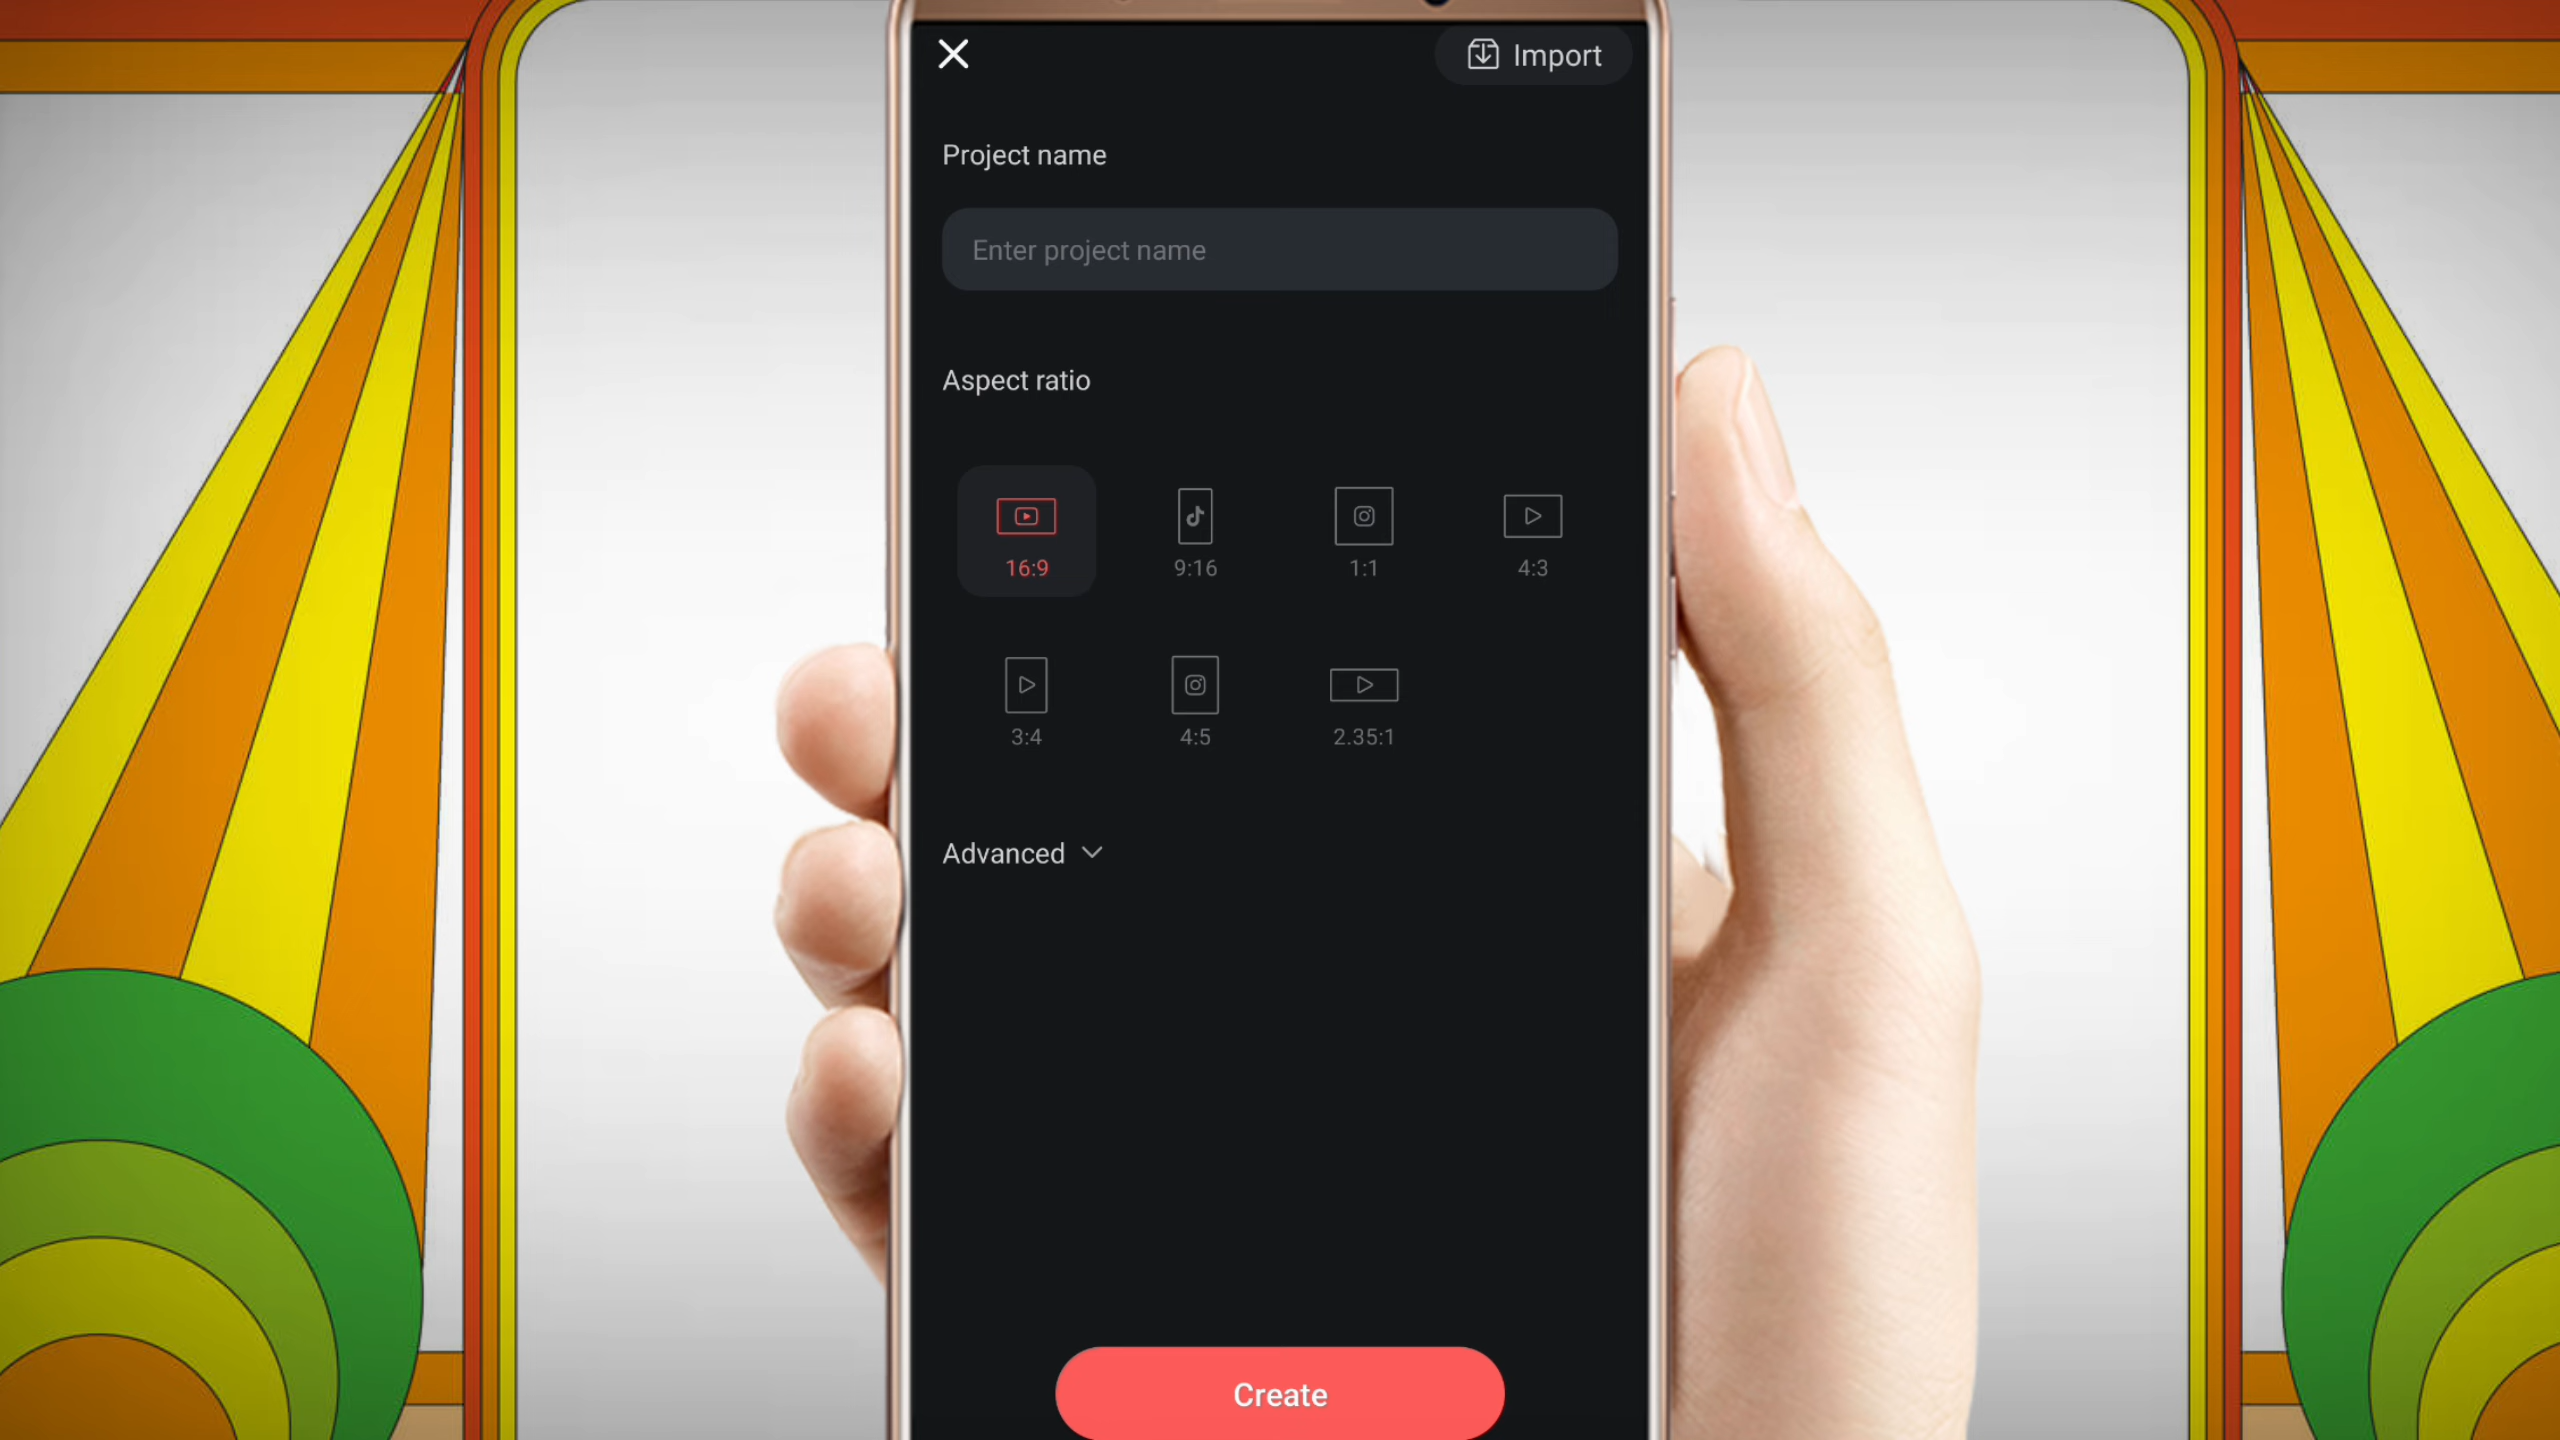 Import
Project name
Enter project name
Aspect ratio
16:9
9:16
1:1
4:3
3:4
4:5
2.35:1
Advanced
Create